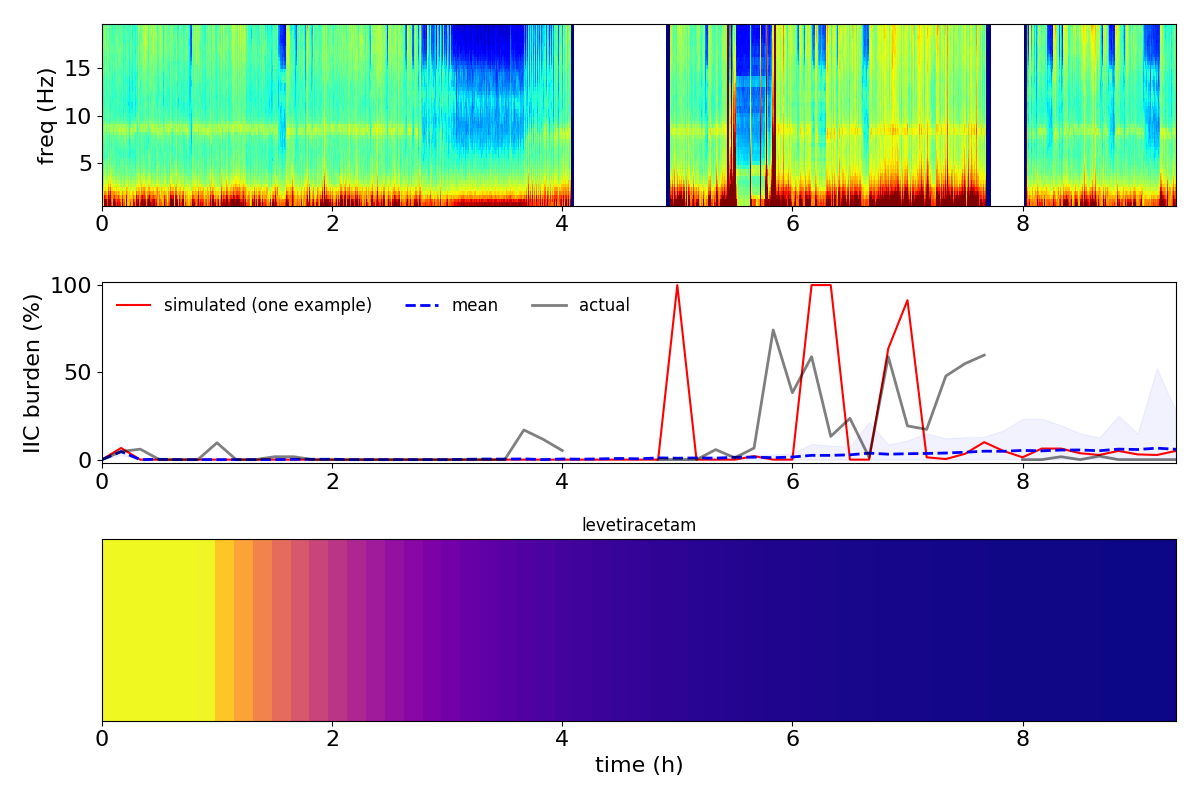 15
10
5
freq (Hz)
0 2 4 6 8
100
50
0
IIC burden (%)
simulated (one example) mean actual
0 2 4 6 8
levetiracetam
0 2 4 6 8
time (h)